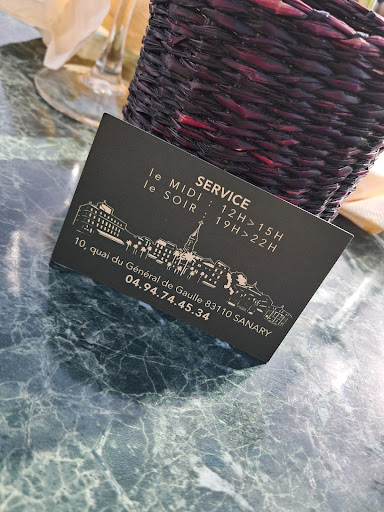 SERVICE
le MIDI : 12H>15H
le SOIR : 19H>22H
10, quai du Général de Gaulle 83110 SANARY
04.94.74.45.34